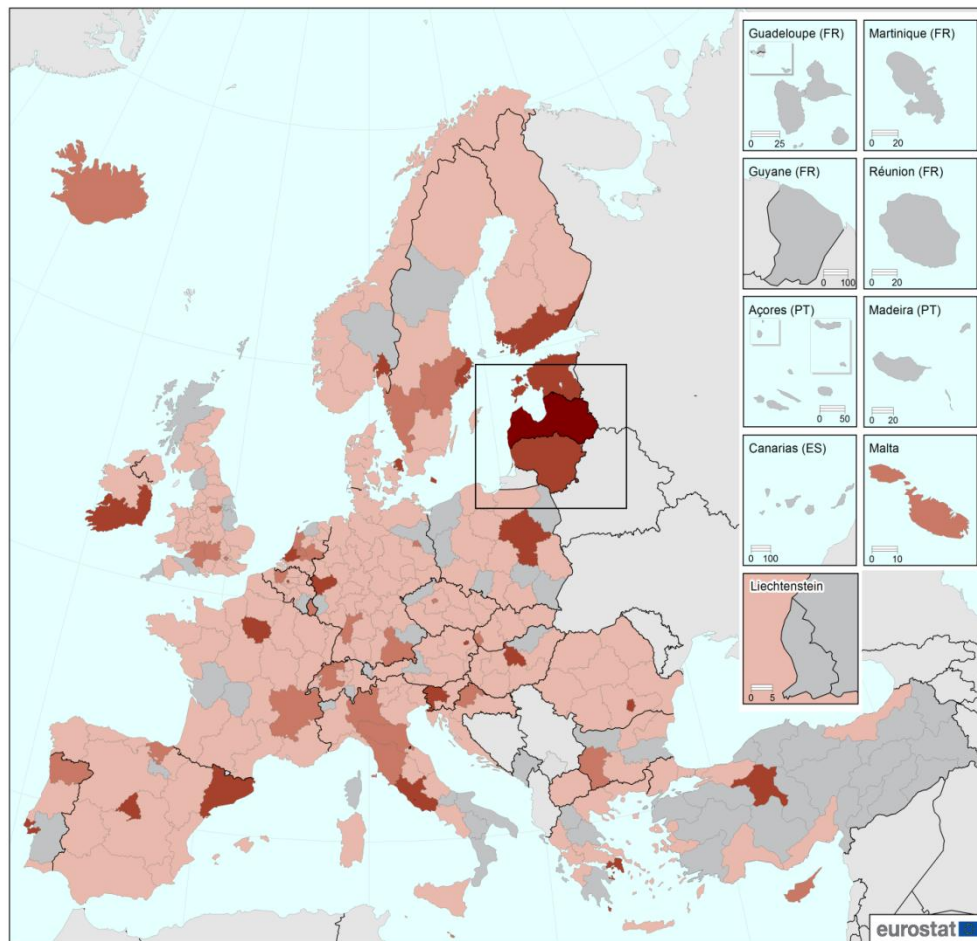 Guadeloupe (FR)
0 25
Martinique (FR)
0 20
Guyane (FR)
0 100
Réunion (FR)
0 20
Açores (PT)
0 50
Madeira (PT)
0 20
Canarias (ES)
0 100
Malta
0 10
Liechtenstein
0 5
eurostat